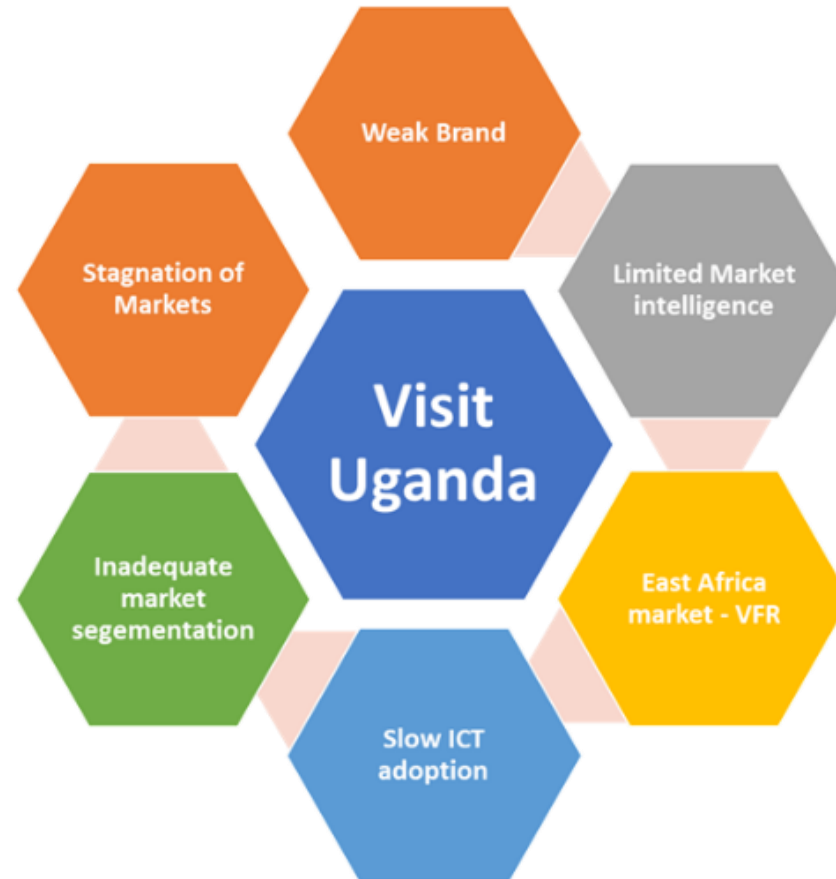 Weak Brand
Stagnation of
Markets
Limited Market
intelligence
Visit
Uganda
Inadequate
market
segementation
East Africa
market - VFR
Slow ICT
adoption